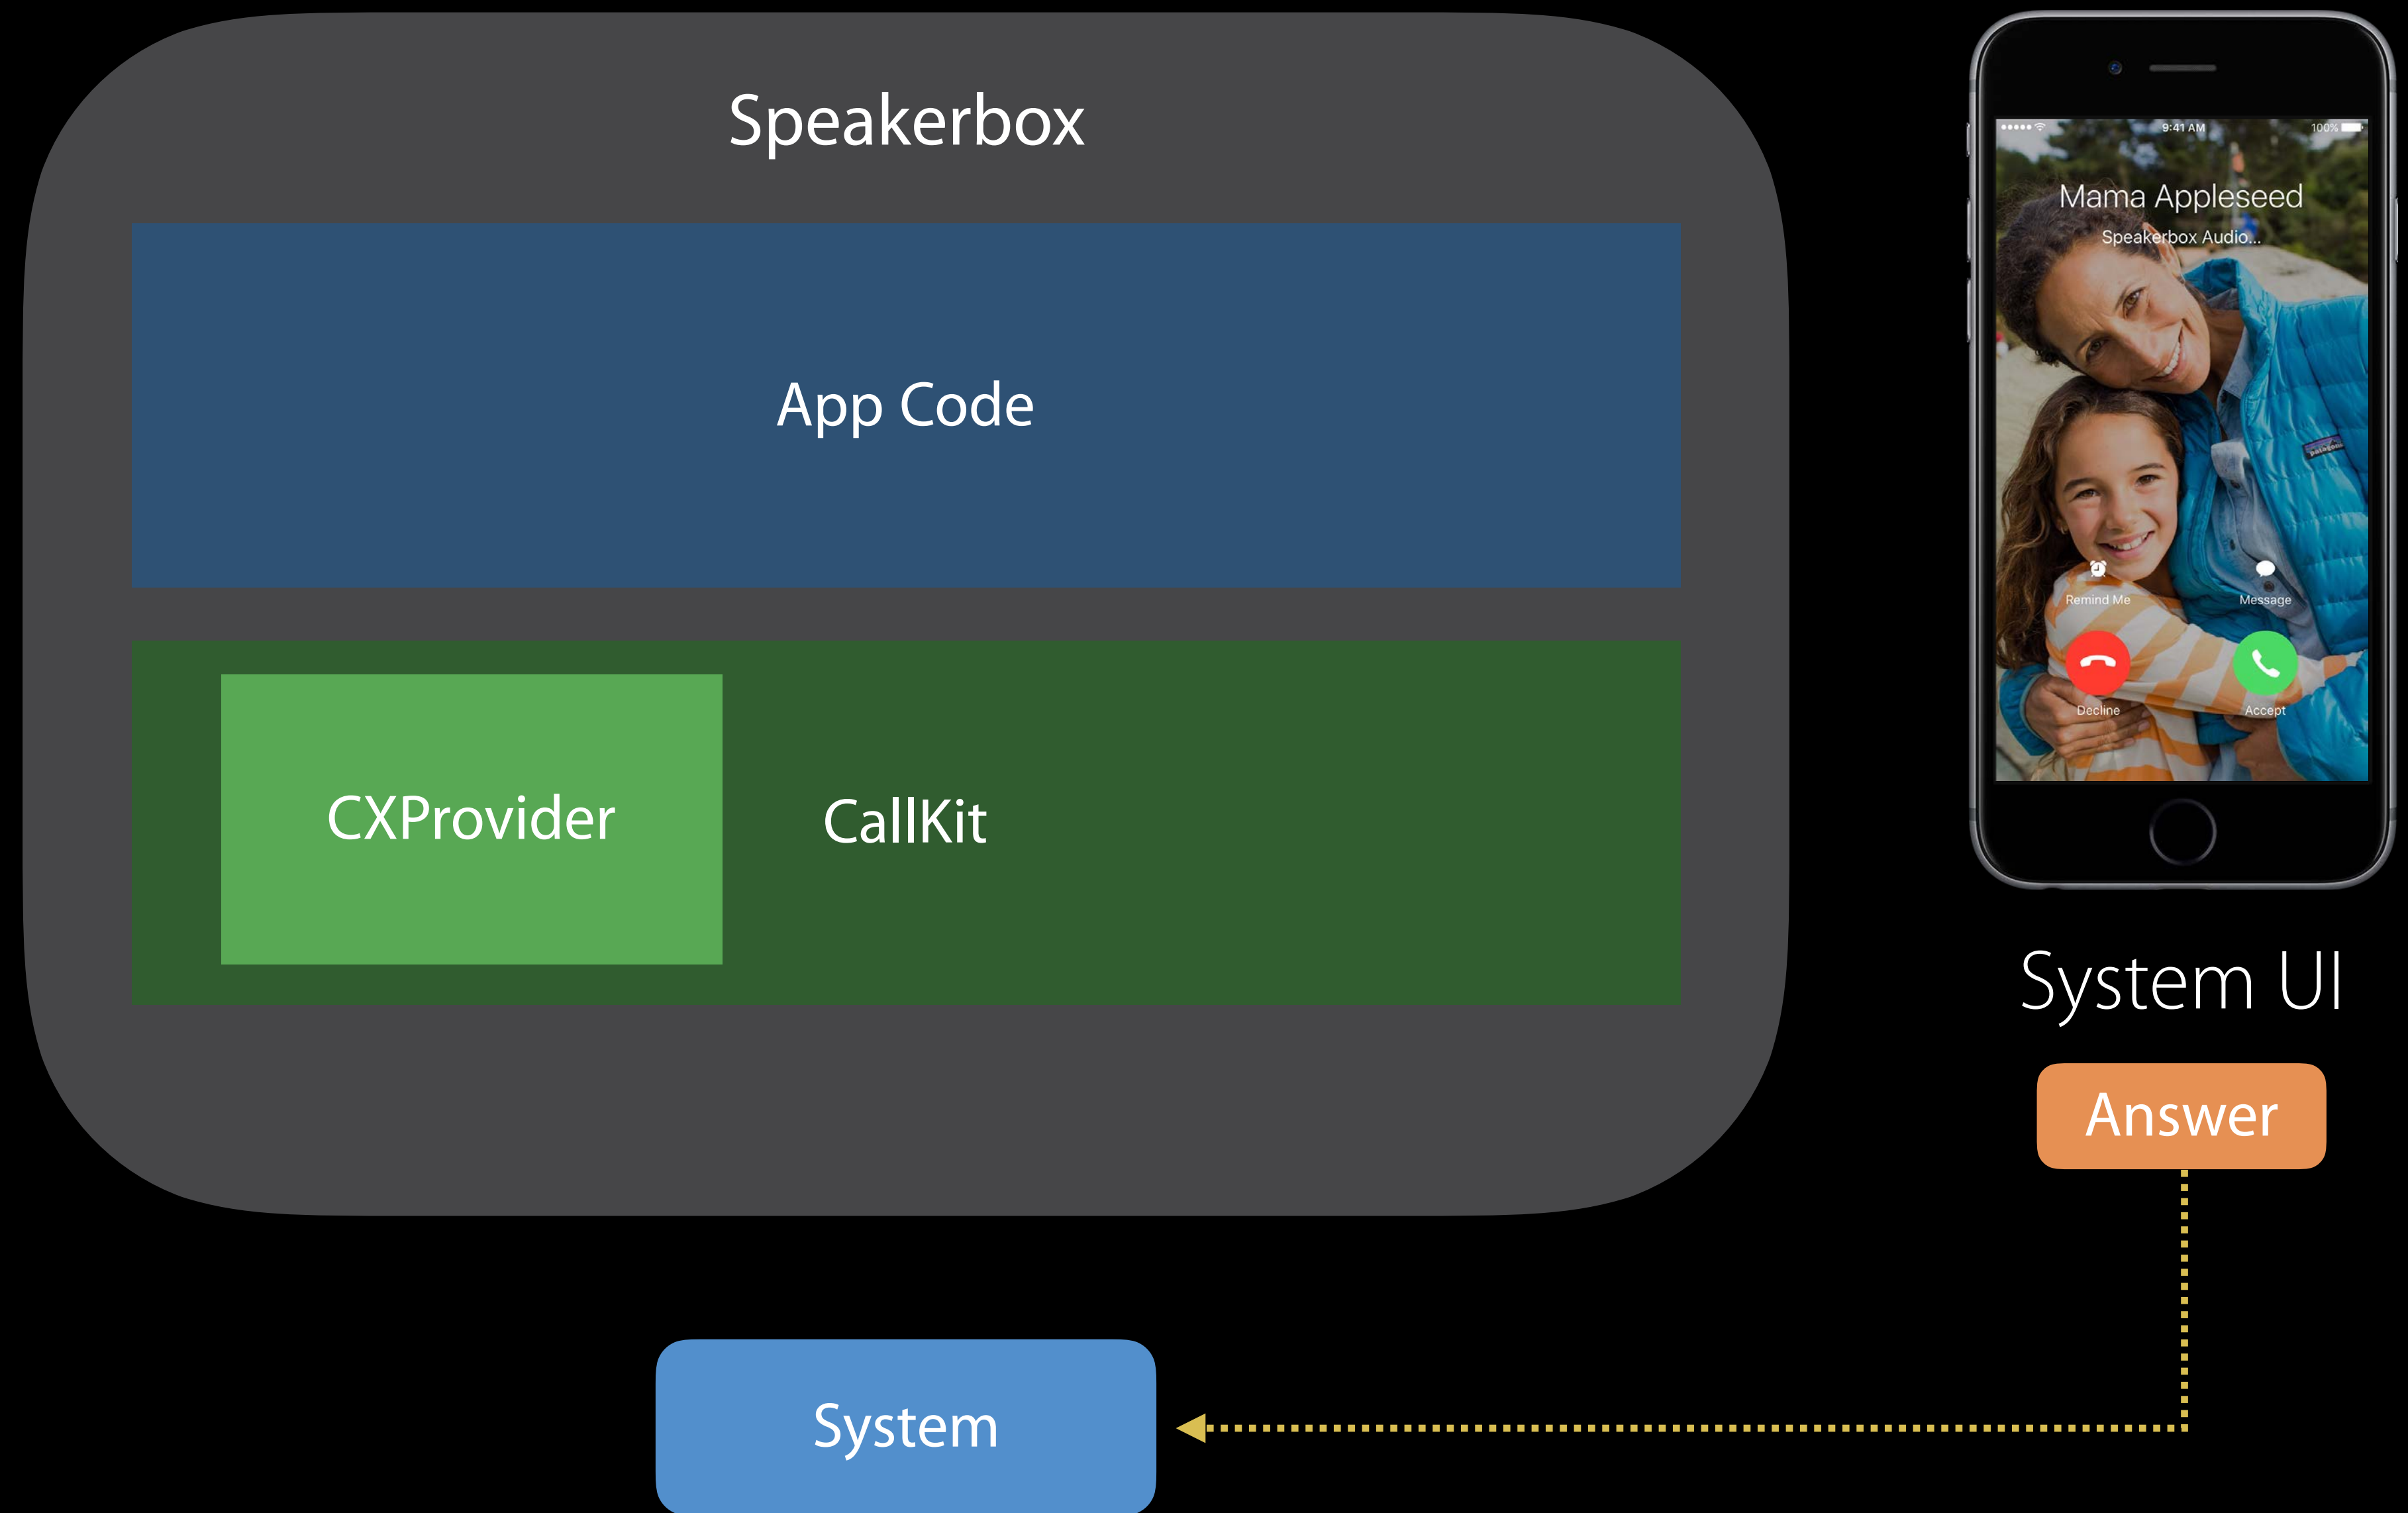 Speakerbox
App Code
CXProvider
CallKit
System
9:41 AM
100%
Mama Appleseed
Speakerbox Audio...
patagonia
Remind Me
Message
Decline
Accept
System UI
Answer